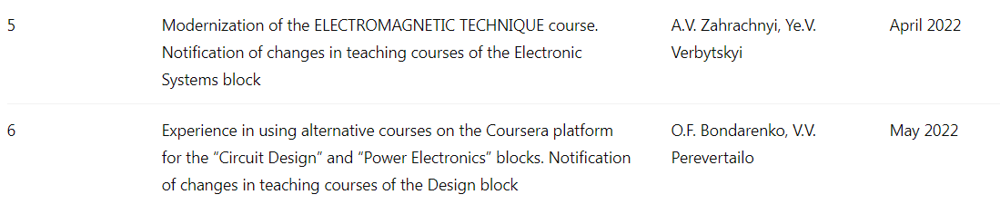 5
Modernization of the ELECTROMAGNETIC TECHNIQUE course.
Notification of changes in teaching courses of the Electronic
Systems block
A.V. Zahrachnyi, Ye.V.
Verbytskyi
April 2022
6
Experience in using alternative courses on the Coursera platform
for the “Circuit Design” and “Power Electronics” blocks. Notification
of changes in teaching courses of the Design block
O.F. Bondarenko, V.V.
Perevertailo
May 2022